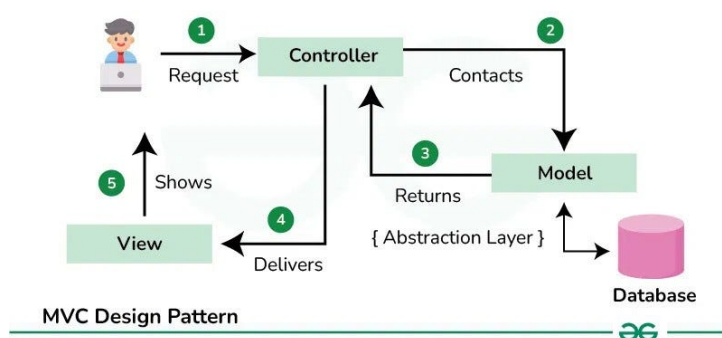 1
2
Request
Controller
Contacts
3
Returns
Model
5
Shows
4
Delivers
View
{ Abstraction Layer }
Database
MVC Design Pattern